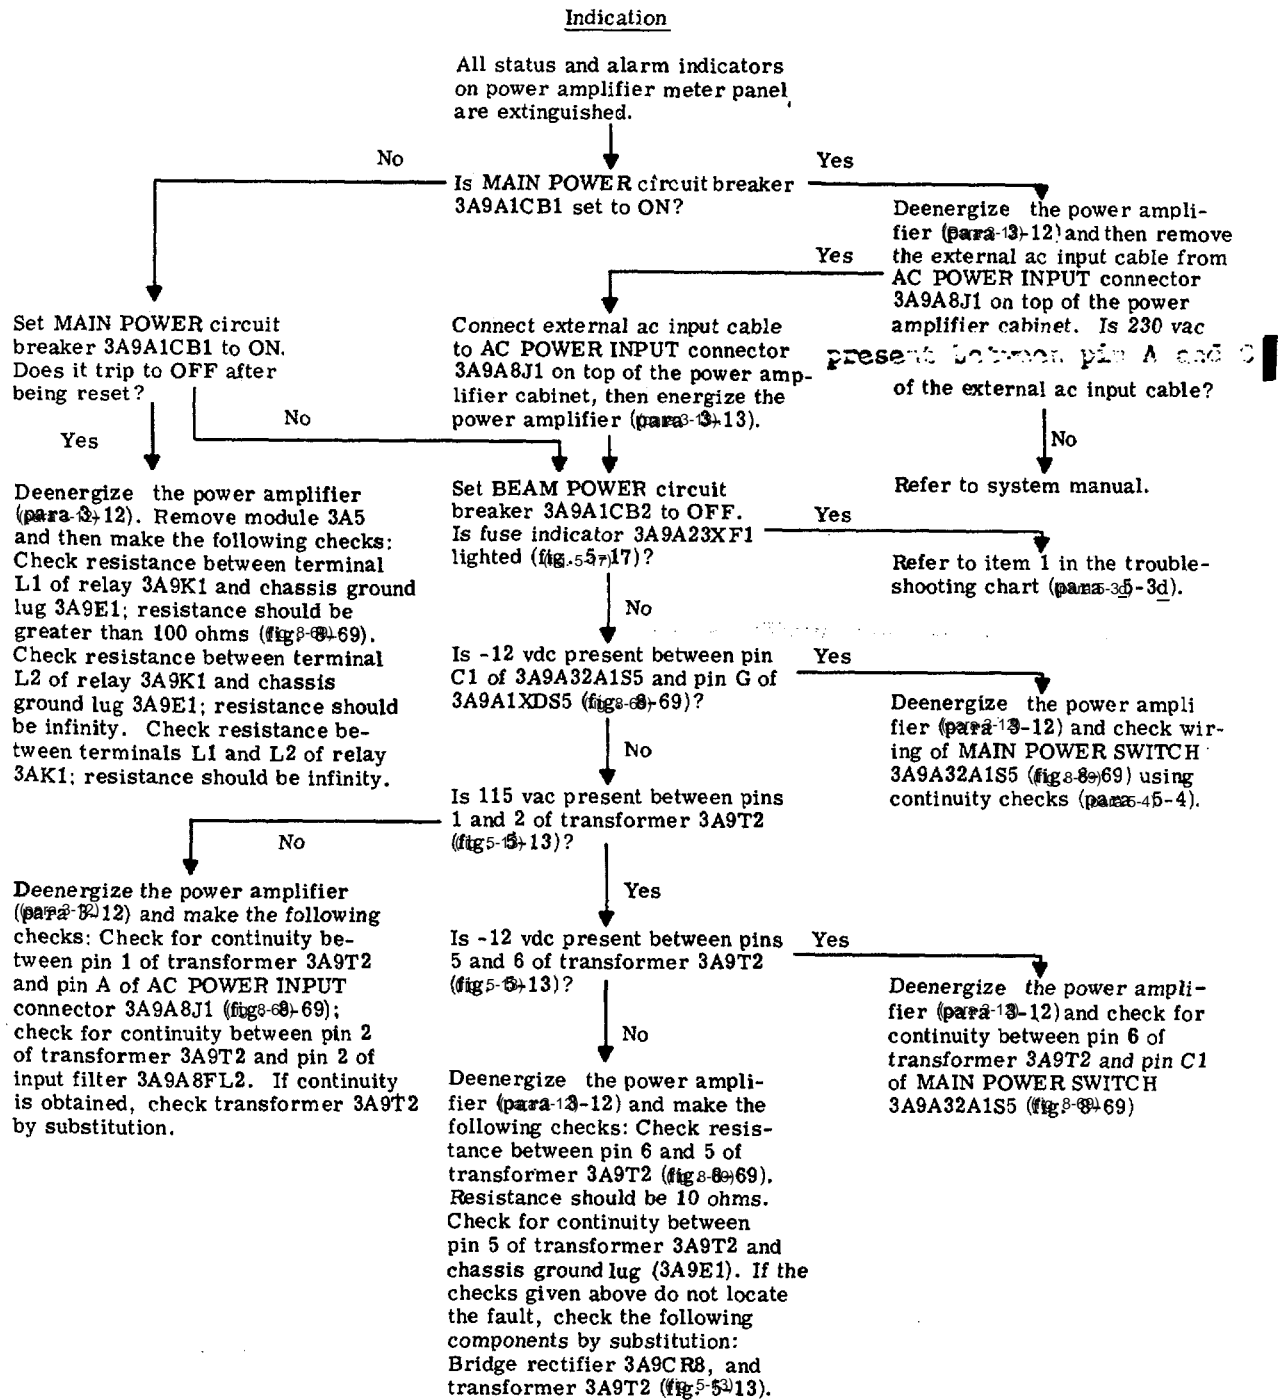 Indication
All status and alarm indicators
on power amplifier meter panel
are extinguished.
No
Yes
Is MAIN POWER circuit breaker
3A9A1CB1 set to ON?
Deenergize the power ampli-
fier (para 3-12) and then remove
the external ac input cable from
AC POWER INPUT connector
3A9A8J1 on top of the power
amplifier cabinet. Is 230 vac
present between pin A and C
of the external ac input cable?
Yes
Set MAIN POWER circuit
breaker 3A9A1CB1 to ON.
Does it trip to OFF after
being reset?
Connect external ac input cable
to AC POWER INPUT connector
3A9A8J1 on top of the power amp-
lifier cabinet, then energize the
power amplifier (para 3-13).
No
Yes
No
Refer to system manual.
Deenergize the power amplifier
(para 3-12). Remove module 3A5
and then make the following checks:
Check resistance between terminal
L1 of relay 3A9K1 and chassis ground
lug 3A9E1; resistance should be
greater than 100 ohms (fig. 8-69).
Check resistance between terminal
L2 of relay 3A9K1 and chassis
ground lug 3A9E1; resistance should
be infinity. Check resistance be-
tween terminals L1 and L2 of relay
3AK1; resistance should be infinity.
Set BEAM POWER circuit
breaker 3A9A1CB2 to OFF.
Is fuse indicator 3A9A23XF1
lighted (fig. 5-17)?
Yes
Refer to item 1 in the trouble-
shooting chart (para 5-3d).
No
Is -12 vdc present between pin
C1 of 3A9A32A1S5 and pin G of
3A9A1XDS5 (fig. 8-69)?
Yes
Deenergize the power ampli
fier (para 3-12) and check wir-
ing of MAIN POWER SWITCH
3A9A32A1S5 (fig. 8-69) using
continuity checks (para 5-4).
No
Is 115 vac present between pins
1 and 2 of transformer 3A9T2
(fig. 5-13)?
No
Deenergize the power amplifier
(para 3-12) and make the following
checks: Check for continuity be-
tween pin 1 of transformer 3A9T2
and pin A of AC POWER INPUT
connector 3A9A8J1 (fig 8-69);
check for continuity between pin 2
of transformer 3A9T2 and pin 2 of
input filter 3A9A8FL2. If continuity
is obtained, check transformer 3A9T2
by substitution.
Yes
Is -12 vdc present between pins
5 and 6 of transformer 3A9T2
(fig. 5-13)?
Yes
Deenergize the power ampli-
fier (para 3-12) and check for
continuity between pin 6 of
transformer 3A9T2 and pin C1
of MAIN POWER SWITCH
3A9A32A1S5 (fig. 8-69)
No
Deenergize the power ampli-
fier (para 3-12) and make the
following checks: Check resis-
tance between pin 6 and 5 of
transformer 3A9T2 (fig. 8-69).
Resistance should be 10 ohms.
Check for continuity between
pin 5 of transformer 3A9T2 and
chassis ground lug (3A9E1). If the
checks given above do not locate
the fault, check the following
components by substitution:
Bridge rectifier 3A9CR8, and
transformer 3A9T2 (fig. 5-13).